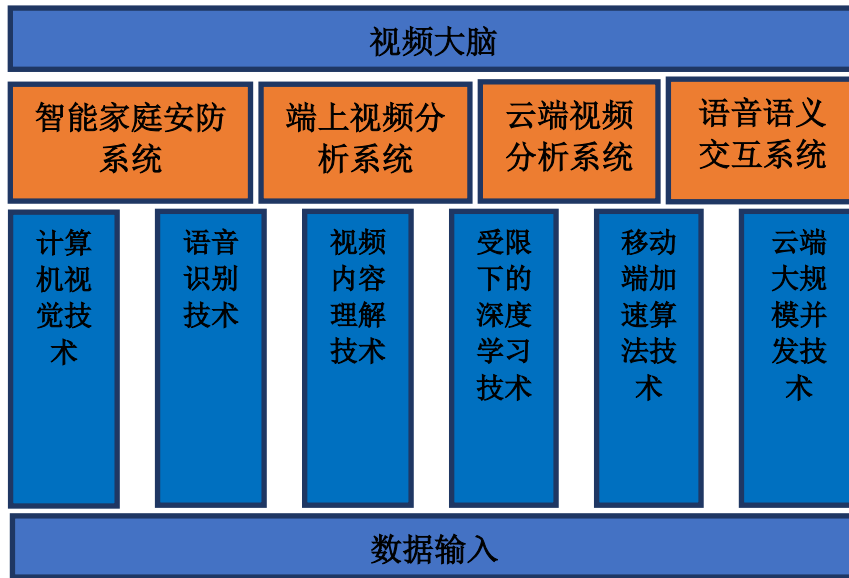 视频大脑
智能家庭安防
系统
端上视频分
析系统
云端视频
分析系统
语音语义
交互系统
计算
机视
觉技
术
语音
识别
技术
视频
内容
理解
技术
受限
下的
深度
学习
技术
移动
端加
速算
法技
术
云端
大规
模并
发技
术
数据输入